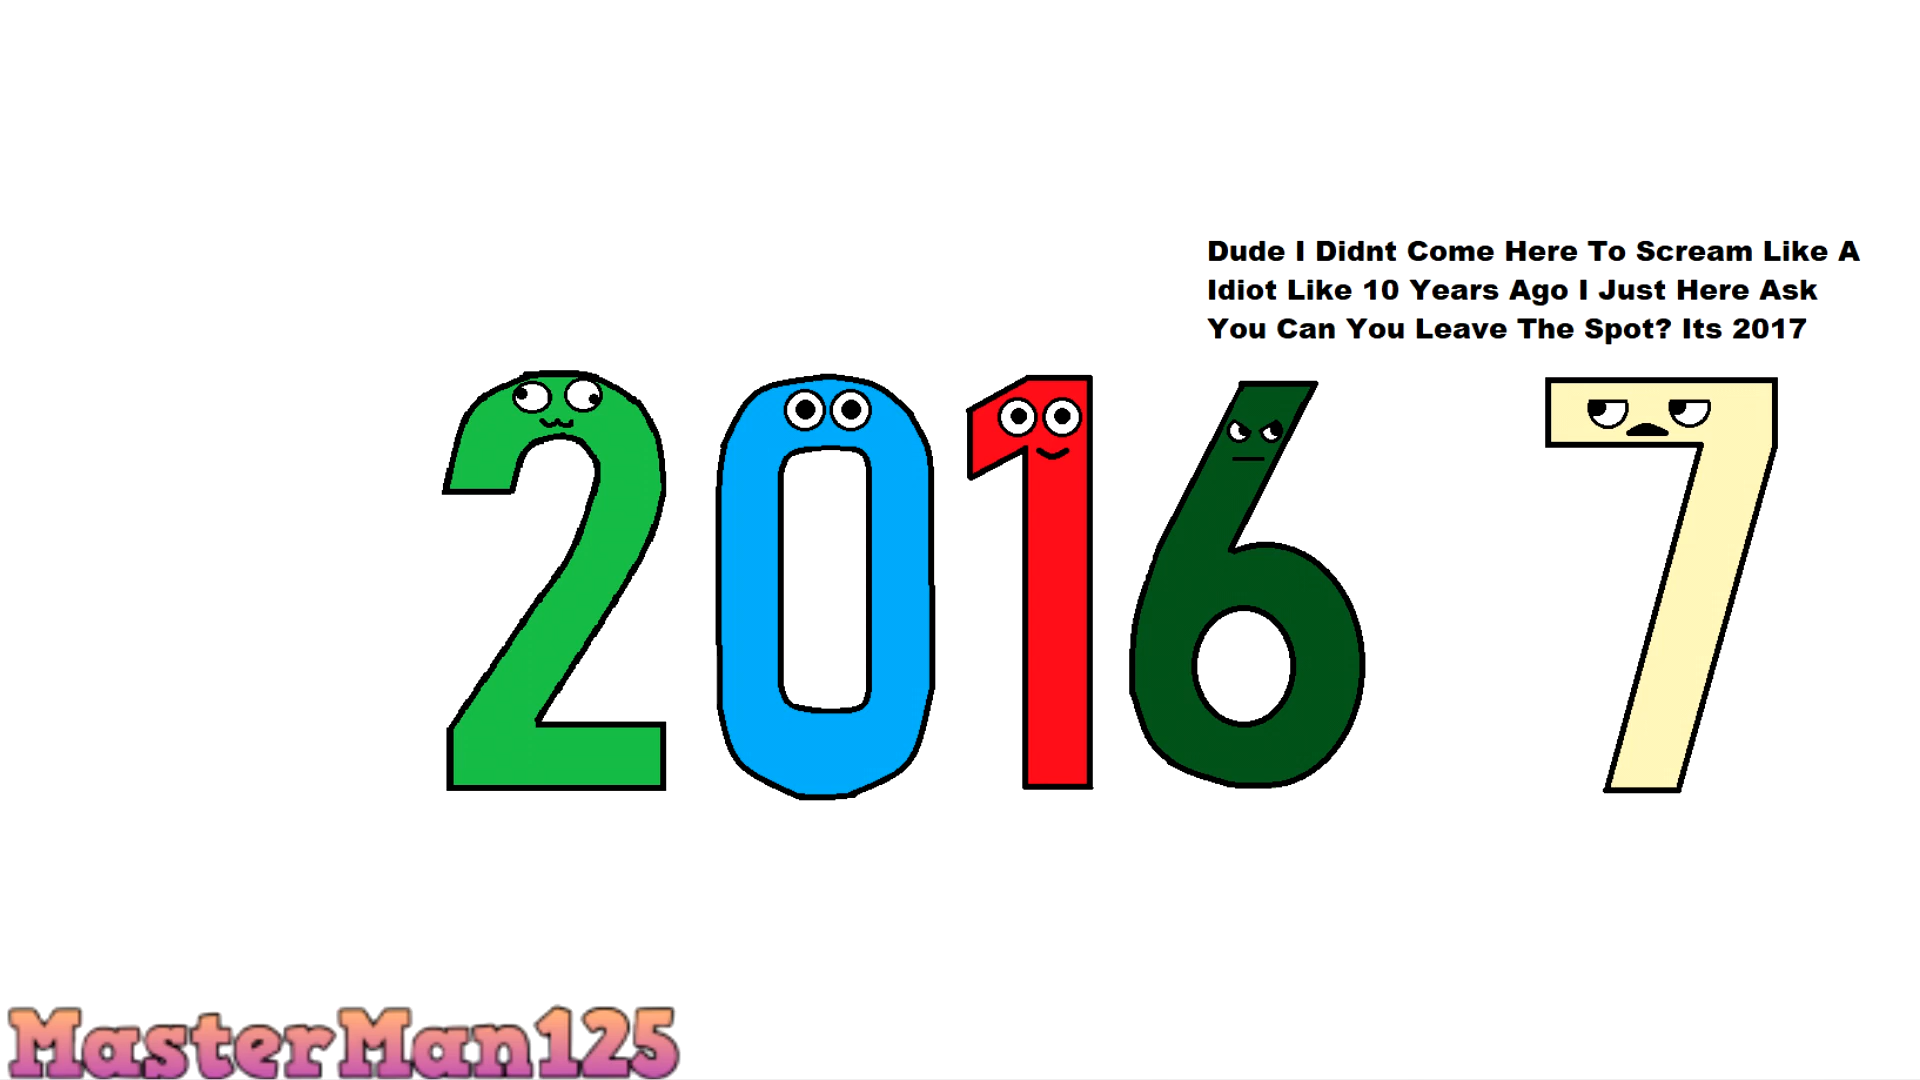 Dude I Didnt Come Here To Scream Like A
Idiot Like 10 Years Ago I Just Here Ask
You Can You Leave The Spot? Its 2017
2016 7
MasterMan125